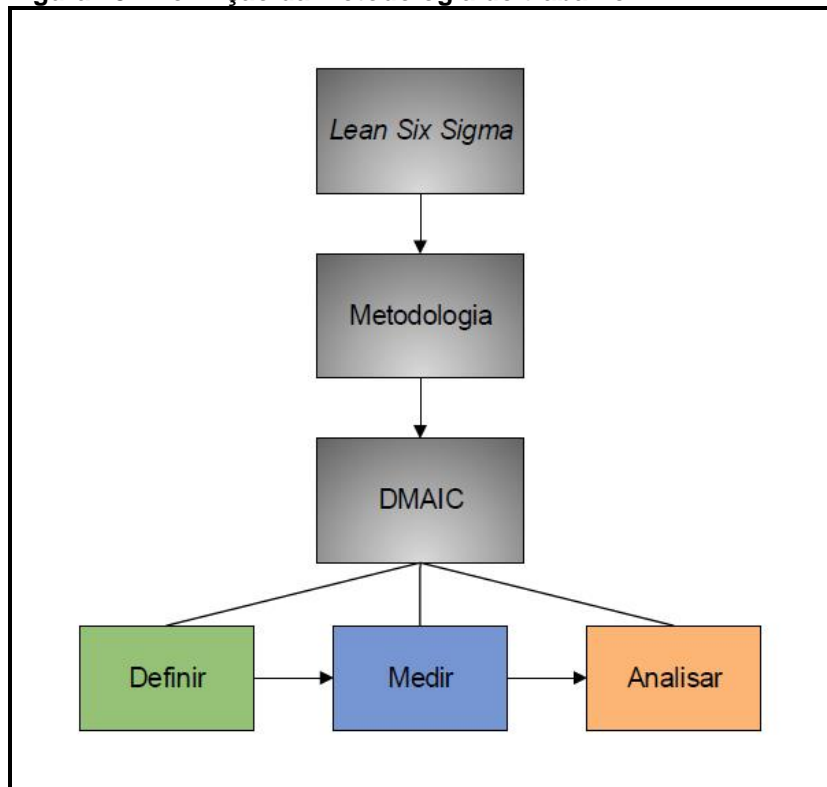 Lean Six Sigma
Metodologia
DMAIC
Definir
Medir
Analisar